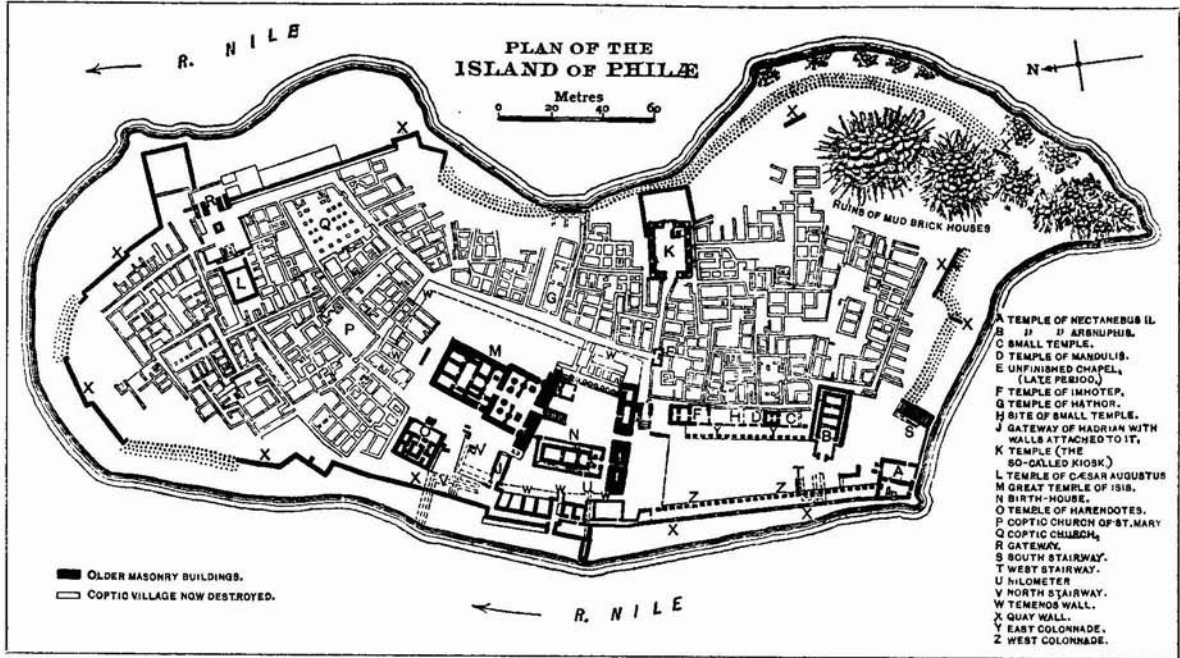 R. NILE
PLAN OF THE
ISLAND OF PHILÆ
Metres
0 20 40 60
N
X
X
R
Q
RUINS OF MUD BRICK HOUSES
K
X
X
L
G
P
W
W
W
M
E
X
X
F H D C
Y Y
B
S
O
N
V
J
T
A
X
V
W
W
U
W
Z Z
X
X
X
A TEMPLE OF NECTANEBUS II.
B " " ARSNUPHIS.
C SMALL TEMPLE.
D TEMPLE OF MANDULIS.
E UNFINISHED CHAPEL,
(LATE PERIOD,)
F TEMPLE OF IMHOTEP,
G TEMPLE OF HATHOR.
H SITE OF SMALL TEMPLE.
J GATEWAY OF HADRIAN WITH
WALLS ATTACHED TO IT,
K TEMPLE (THE
SO-CALLED KIOSK.)
L TEMPLE OF CÆSAR AUGUSTUS
M GREAT TEMPLE OF ISIS.
N BIRTH-HOUSE.
O TEMPLE OF HARENDOTES.
P COPTIC CHURCH OF ST. MARY
Q COPTIC CHURCH,
R GATEWAY.
S SOUTH STAIRWAY.
T WEST STAIRWAY.
U NILOMETER
V NORTH STAIRWAY.
W TEMENOS WALL.
X QUAY WALL.
Y EAST COLONNADE.
Z WEST COLONNADE.
OLDER MASONRY BUILDINGS.
COPTIC VILLAGE NOW DESTROYED.
R. NILE